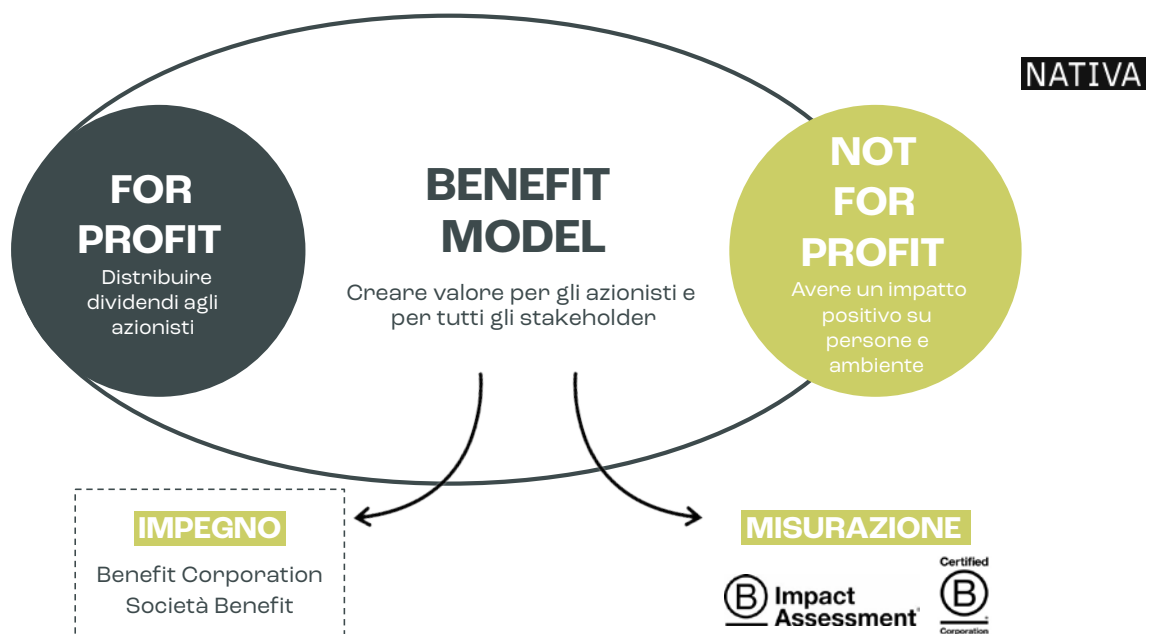 NATIVA
FOR
PROFIT
Distribuire
dividendi agli
azionisti
BENEFIT
MODEL
Creare valore per gli azionisti e
per tutti gli stakeholder
NOT
FOR
PROFIT
Avere un impatto
positivo su
persone e
ambiente
IMPEGNO
Benefit Corporation
Società Benefit
MISURAZIONE
B Impact
Assessment
Certified
B
Corporation